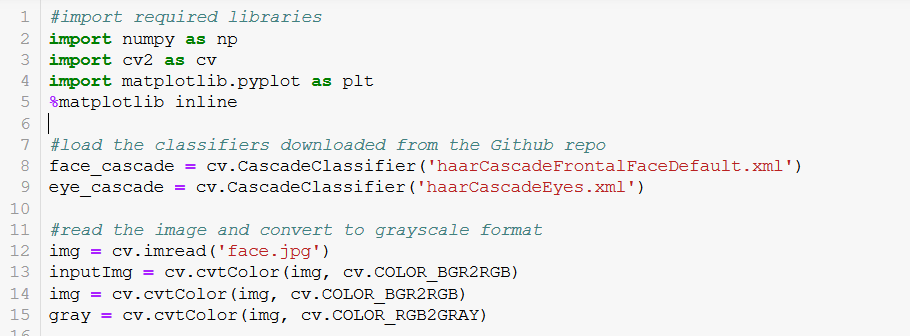 1 #import required libraries
2 import numpy as np
3 import cv2 as cv
4 import matplotlib.pyplot as plt
5 %matplotlib inline
6
7 #load the classifiers downloaded from the Github repo
8 face_cascade = cv.CascadeClassifier('haarCascadeFrontalFaceDefault.xml')
9 eye_cascade = cv.CascadeClassifier('haarCascadeEyes.xml')
10
11 #read the image and convert to grayscale format
12 img = cv.imread('face.jpg')
13 inputImg = cv.cvtColor(img, cv.COLOR_BGR2RGB)
14 img = cv.cvtColor(img, cv.COLOR_BGR2RGB)
15 gray = cv.cvtColor(img, cv.COLOR_RGB2GRAY)